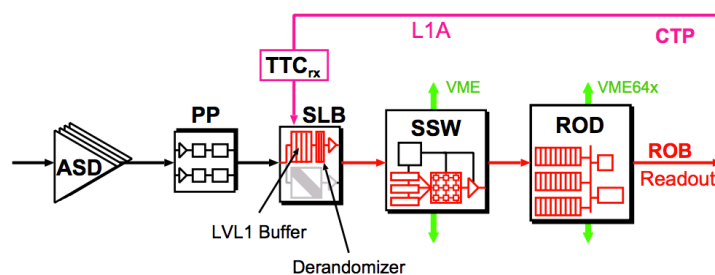 L1A
CTP
TTCrx
VME
VME64x
PP
SLB
SSW
ROD
ASD
ROB
Readout
LVL1 Buffer
Derandomizer